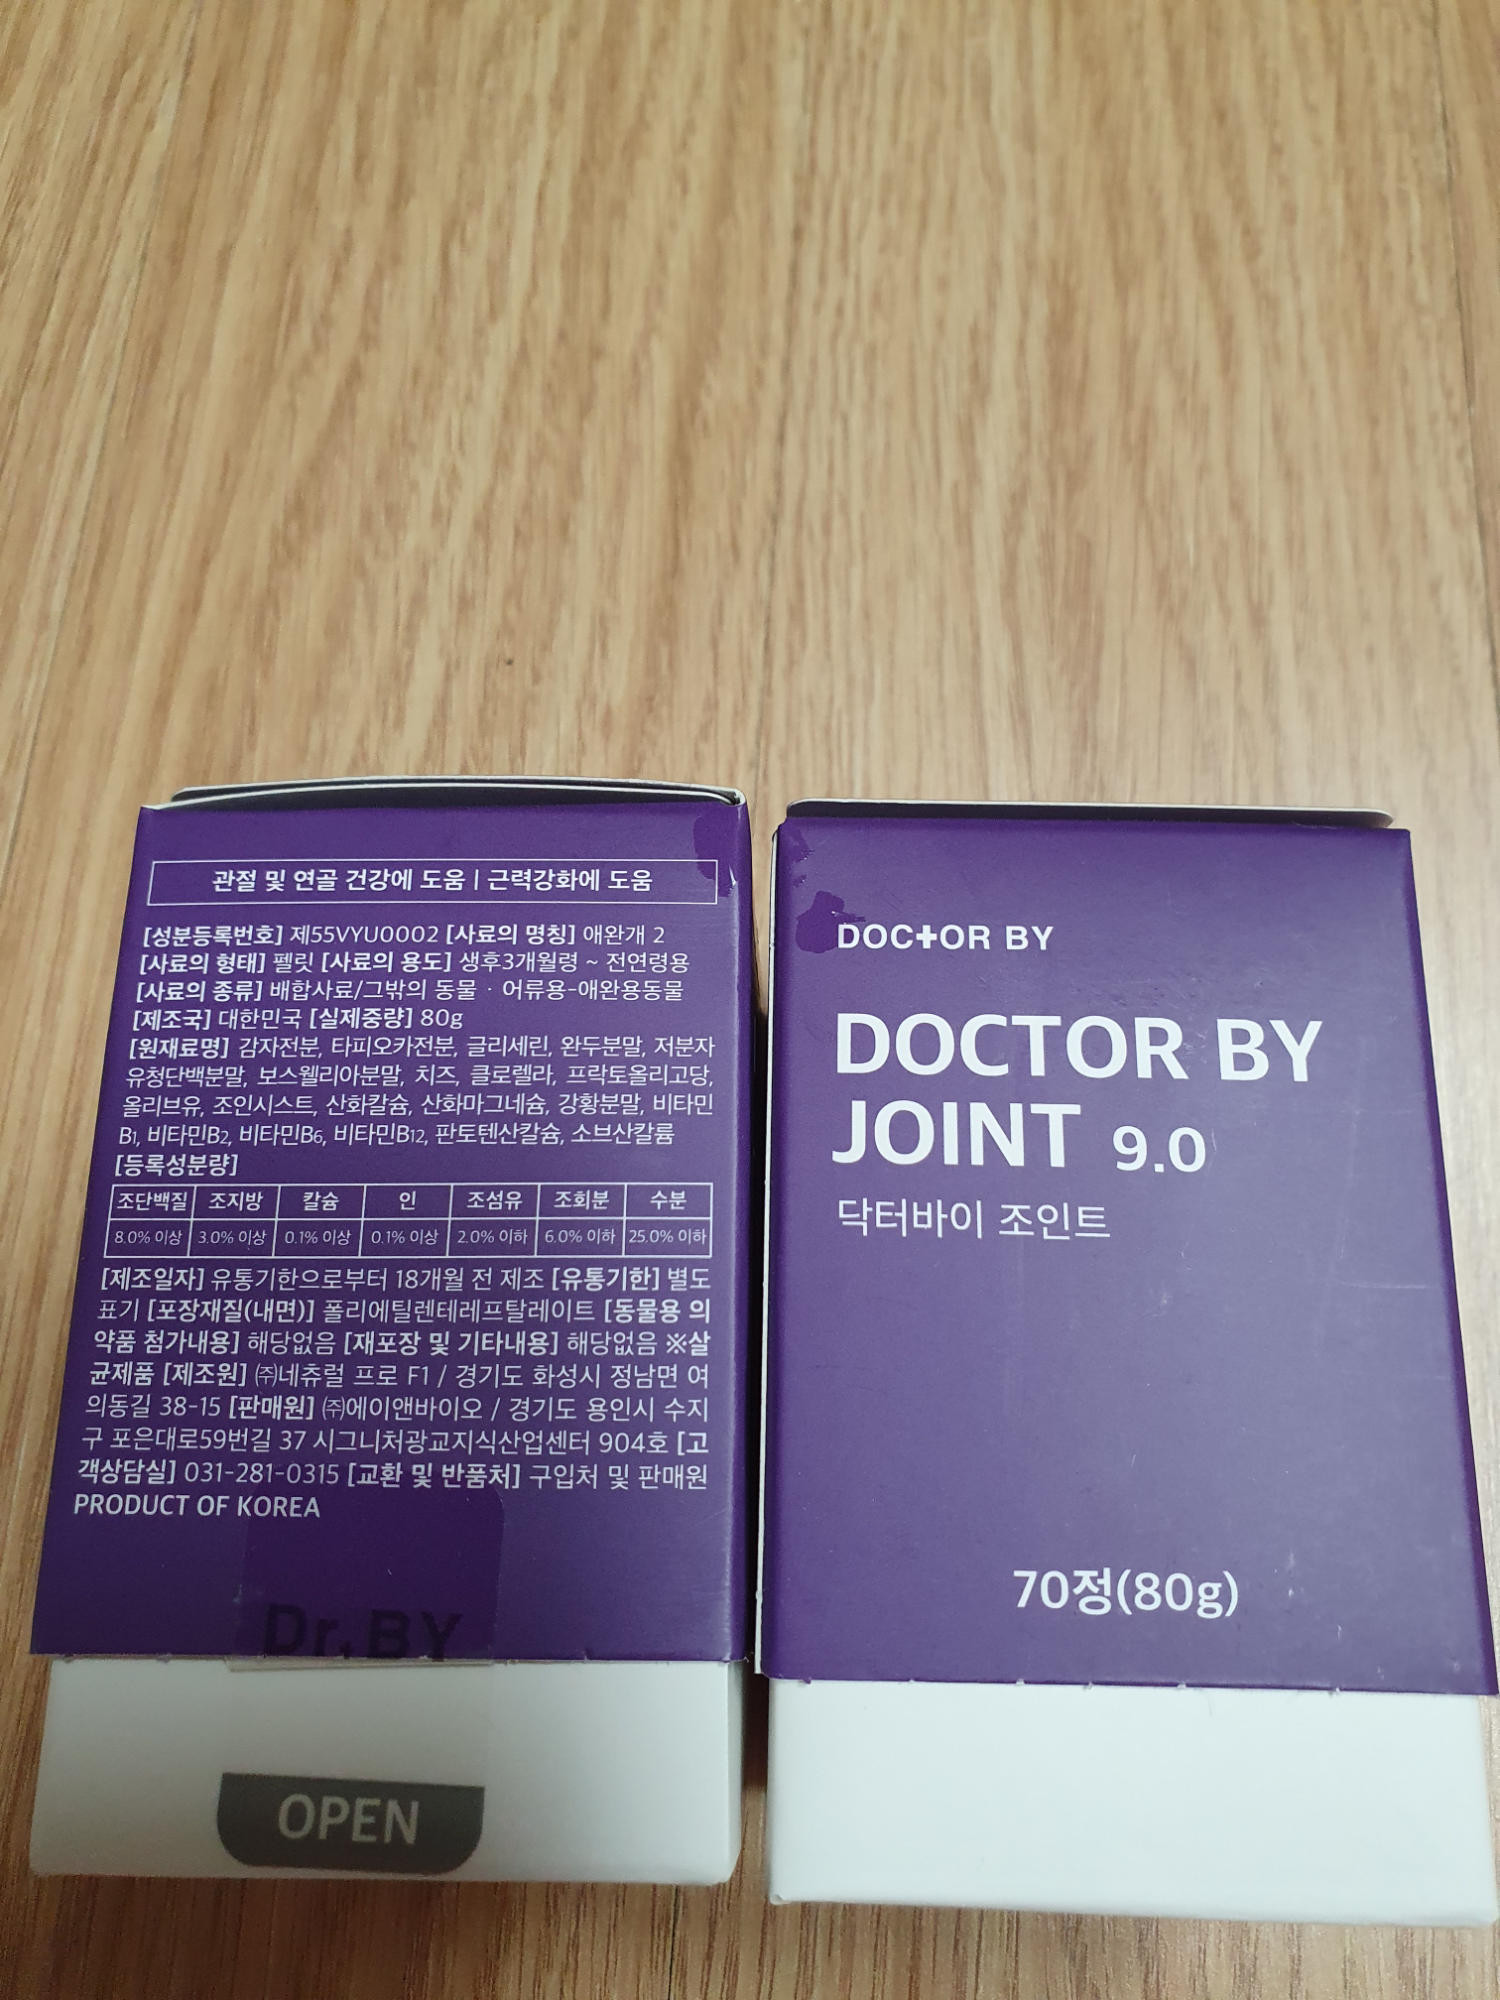 관절 및 연골 건강에 도움 | 근력강화에 도움
[성분등록번호] 제55VYU0002 [사료의 명칭] 애완개 2
[사료의 형태] 펠릿 [사료의 용도] 생후3개월령 ~ 전연령용
[사료의 종류] 배합사료/그밖의 동물 · 어류용-애완용동물
[제조국] 대한민국 [실제중량] 80g
[원재료명] 감자전분, 타피오카전분, 글리세린, 완두분말, 저분자
유청단백분말, 보스웰리아분말, 치즈, 클로렐라, 프락토올리고당,
올리브유, 조인시스트, 산화칼슘, 산화마그네슘, 강황분말, 비타민
B1, 비타민B2, 비타민B6, 비타민B12, 판토텐산칼슘, 소브산칼륨
[등록성분량]
조단백질 조지방 칼슘 인 조섬유 조회분 수분
8.0% 이상 3.0% 이상 0.1% 이상 0.1% 이상 2.0% 이하 6.0% 이하 25.0% 이하
[제조일자] 유통기한으로부터 18개월 전 제조 [유통기한] 별도
표기 [포장재질(내면)] 폴리에틸렌테레프탈레이트 [동물용 의
약품 첨가내용] 해당없음 [재포장 및 기타내용] 해당없음 ※살
균제품 [제조원] ㈜네츄럴 프로 F1 / 경기도 화성시 정남면 여
의동길 38-15 [판매원] ㈜에이앤바이오 / 경기도 용인시 수지
구 포은대로59번길 37 시그니처광교지식산업센터 904호 [고
객상담실] 031-281-0315 [교환 및 반품처] 구입처 및 판매원
PRODUCT OF KOREA
Dr.BY
OPEN
DOCTOR BY
DOCTOR BY
JOINT 9.0
닥터바이 조인트
70정(80g)